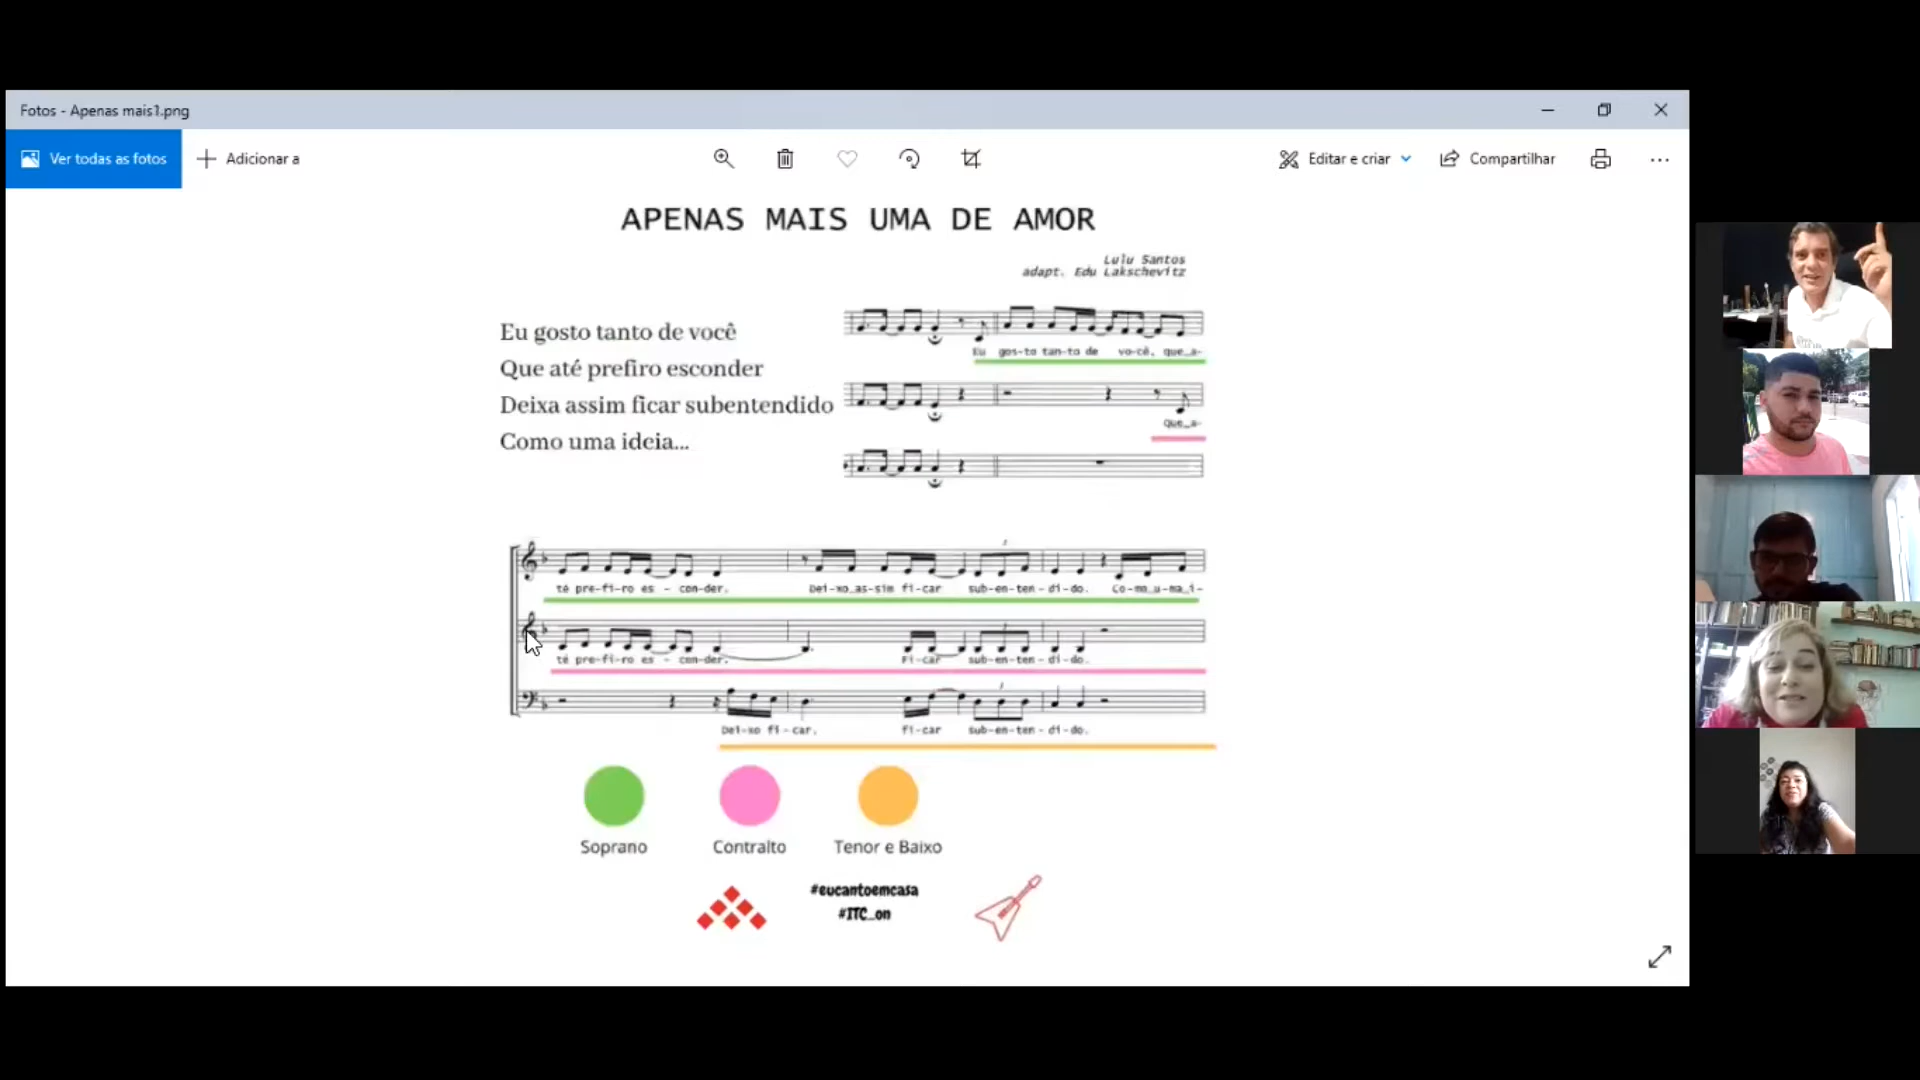 Fotos - Apenas mais1.png
Ver todas as fotos
Adicionar a
Editar e criar
Compartilhar
APENAS MAIS UMA DE AMOR
Lulu Santos
adapt. Edu Lakschevitz
Eu gosto tanto de você
Que até prefiro esconder
Deixa assim ficar subentendido
Como uma ideia...
Eu gos-to tan-to de vo-cê, que_a-
Que_a-
té pre-fi-ro es - con-der. Dei-xo_as-sim fi-car sub-en-ten-di-do. Co-mo_u-ma_i-
té pre-fi-ro es - con-der. Fi-car sub-en-ten-di-do.
Dei-xo fi-car. fi-car sub-en-ten-di-do.
Soprano
Contralto
Tenor e Baixo
#eucantoemcasa
#ITC_on